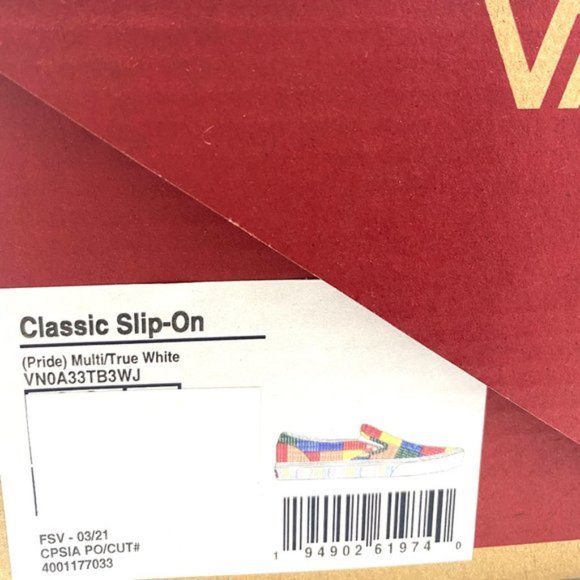 VA
Classic Slip-On
(Pride) Multi/True White
VN0A33TB3WJ
FSV - 03/21
CPSIA PO/CUT#
4001177033
1 94902 61974 0